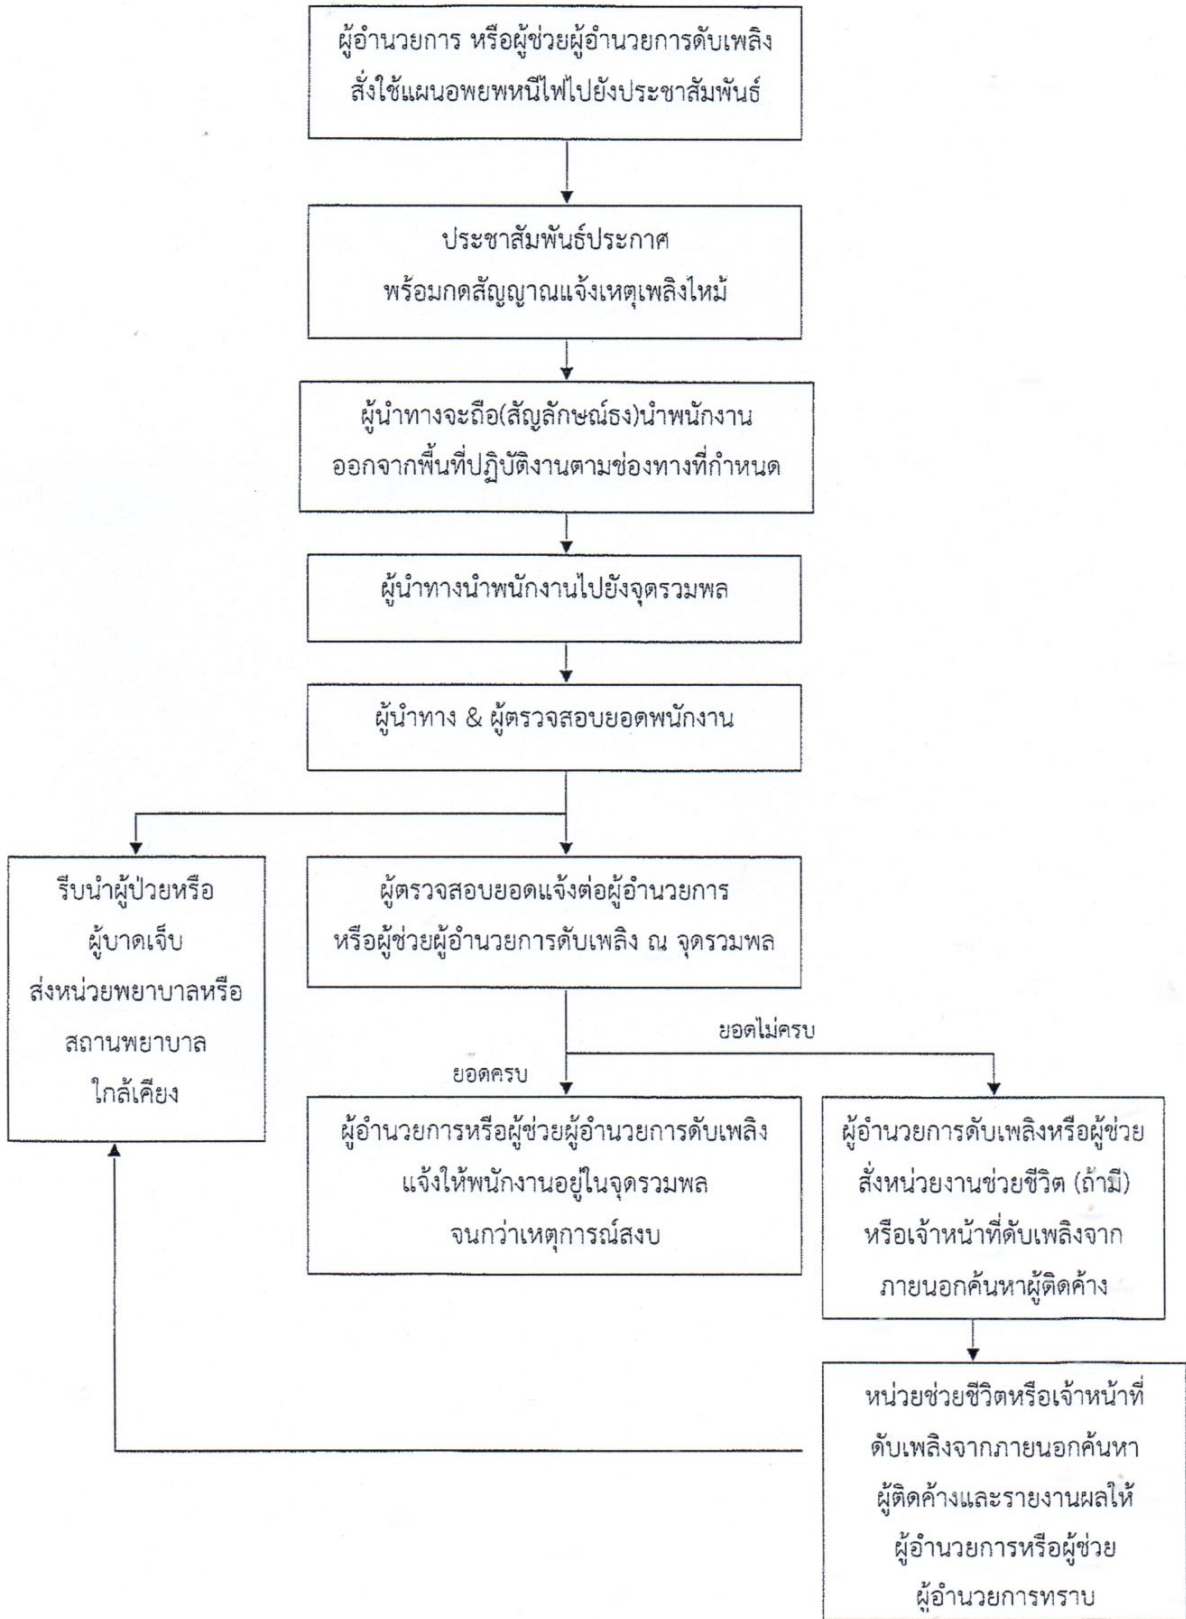 ผู้อำนวยการ หรือผู้ช่วยผู้อำนวยการดับเพลิง
สั่งใช้แผนอพยพหนีไฟไปยังประชาสัมพันธ์
ประชาสัมพันธ์ประกาศ
พร้อมกดสัญญาณแจ้งเหตุเพลิงไหม้
ผู้นำทางจะถือ(สัญลักษณ์ธง)นำพนักงาน
ออกจากพื้นที่ปฏิบัติงานตามช่องทางที่กำหนด
ผู้นำทางนำพนักงานไปยังจุดรวมพล
ผู้นำทาง & ผู้ตรวจสอบยอดพนักงาน
รีบนำผู้ป่วยหรือ
ผู้บาดเจ็บ
ส่งหน่วยพยาบาลหรือ
สถานพยาบาล
ใกล้เคียง
ผู้ตรวจสอบยอดแจ้งต่อผู้อำนวยการ
หรือผู้ช่วยผู้อำนวยการดับเพลิง ณ จุดรวมพล
ยอดไม่ครบ
ยอดครบ
ผู้อำนวยการหรือผู้ช่วยผู้อำนวยการดับเพลิง
แจ้งให้พนักงานอยู่ในจุดรวมพล
จนกว่าเหตุการณ์สงบ
ผู้อำนวยการดับเพลิงหรือผู้ช่วย
สั่งหน่วยงานช่วยชีวิต (ถ้ามี)
หรือเจ้าหน้าที่ดับเพลิงจาก
ภายนอกค้นหาผู้ติดค้าง
หน่วยช่วยชีวิตหรือเจ้าหน้าที่
ดับเพลิงจากภายนอกค้นหา
ผู้ติดค้างและรายงานผลให้
ผู้อำนวยการหรือผู้ช่วย
ผู้อำนวยการทราบ